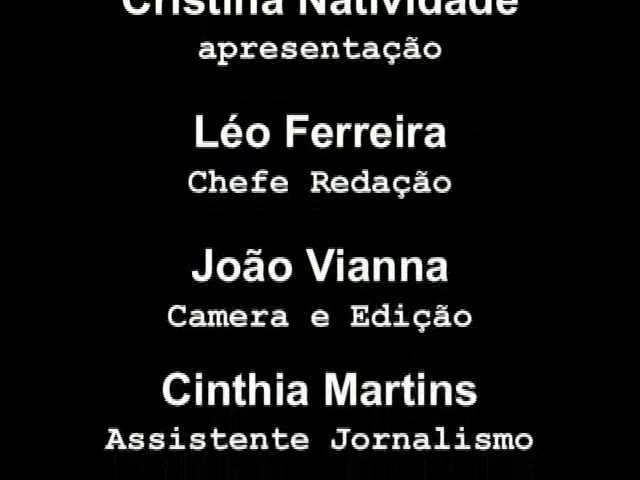 Cristina Natividade
apresentação
Léo Ferreira
Chefe Redação
João Vianna
Camera e Edição
Cinthia Martins
Assistente Jornalismo